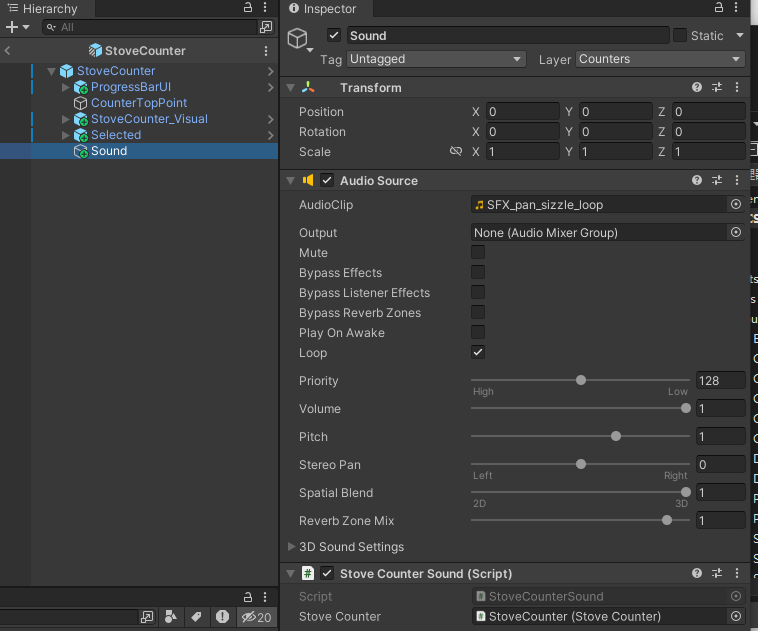 Hierarchy
All
StoveCounter
StoveCounter
ProgressBarUI
CounterTopPoint
StoveCounter_Visual
Selected
Sound
20
Inspector
Sound
Static
Tag Untagged Layer Counters
Transform
Position X 0 Y 0 Z 0
Rotation X 0 Y 0 Z 0
Scale X 1 Y 1 Z 1
Audio Source
AudioClip SFX_pan_sizzle_loop
Output None (Audio Mixer Group)
Mute
Bypass Effects
Bypass Listener Effects
Bypass Reverb Zones
Play On Awake
Loop
Priority 128
High Low
Volume 1
Pitch 1
Stereo Pan 0
Left Right
Spatial Blend 1
2D 3D
Reverb Zone Mix 1
3D Sound Settings
# Stove Counter Sound (Script)
Script StoveCounterSound
Stove Counter StoveCounter (Stove Counter)